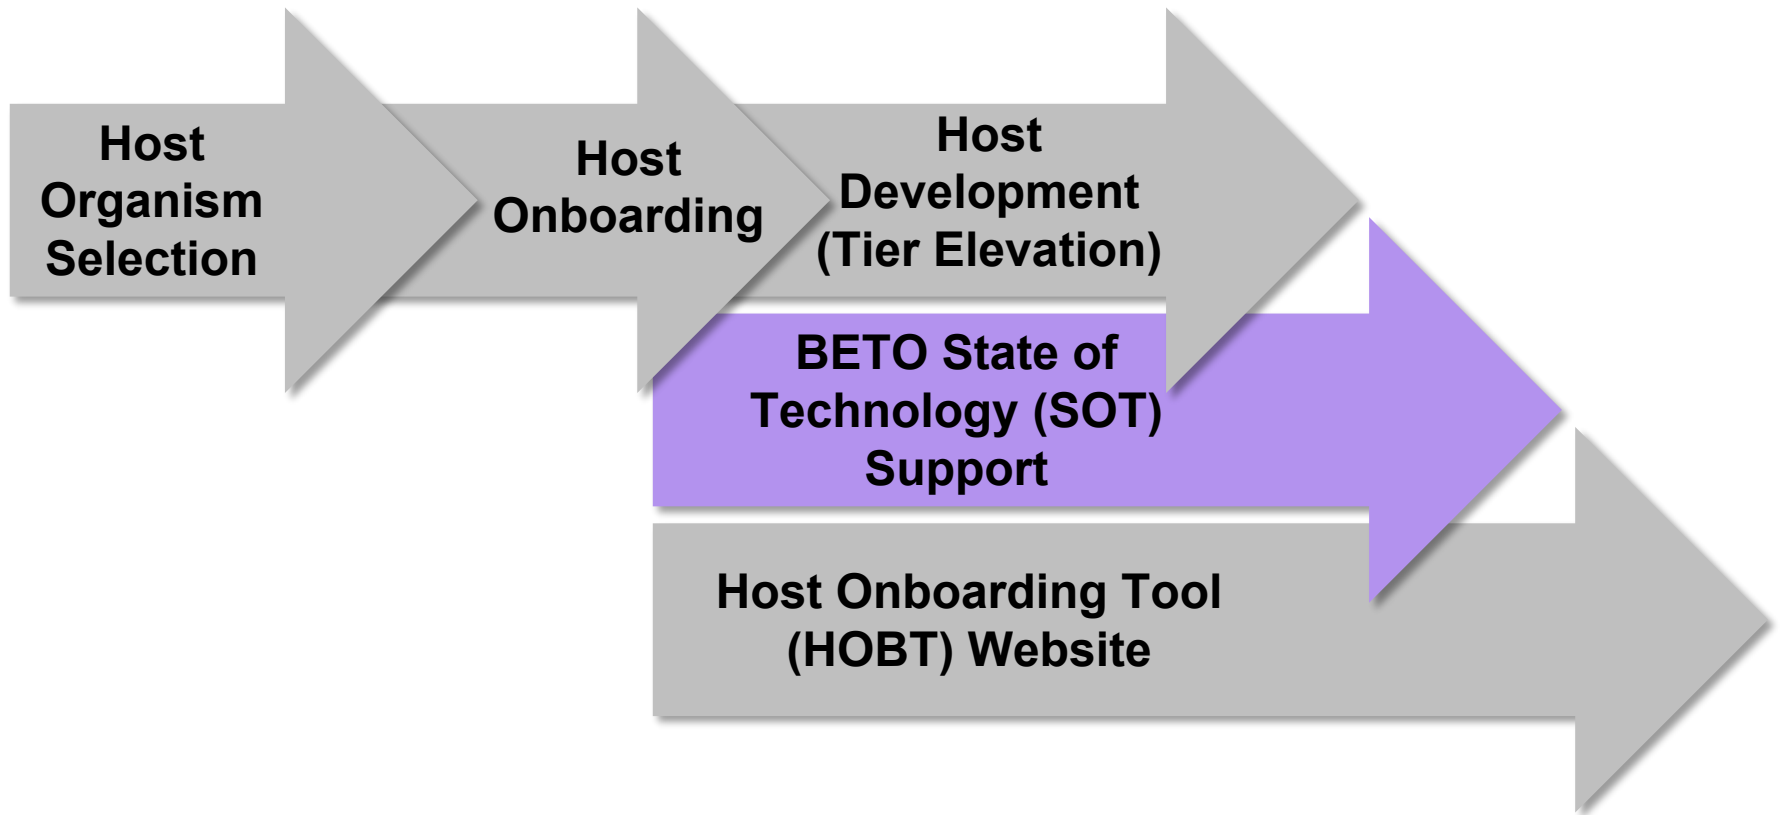 Host
Organism
Selection
Host
Onboarding
Host
Development
(Tier Elevation)
BETO State of
Technology (SOT)
Support
Host Onboarding Tool
(HOBT) Website